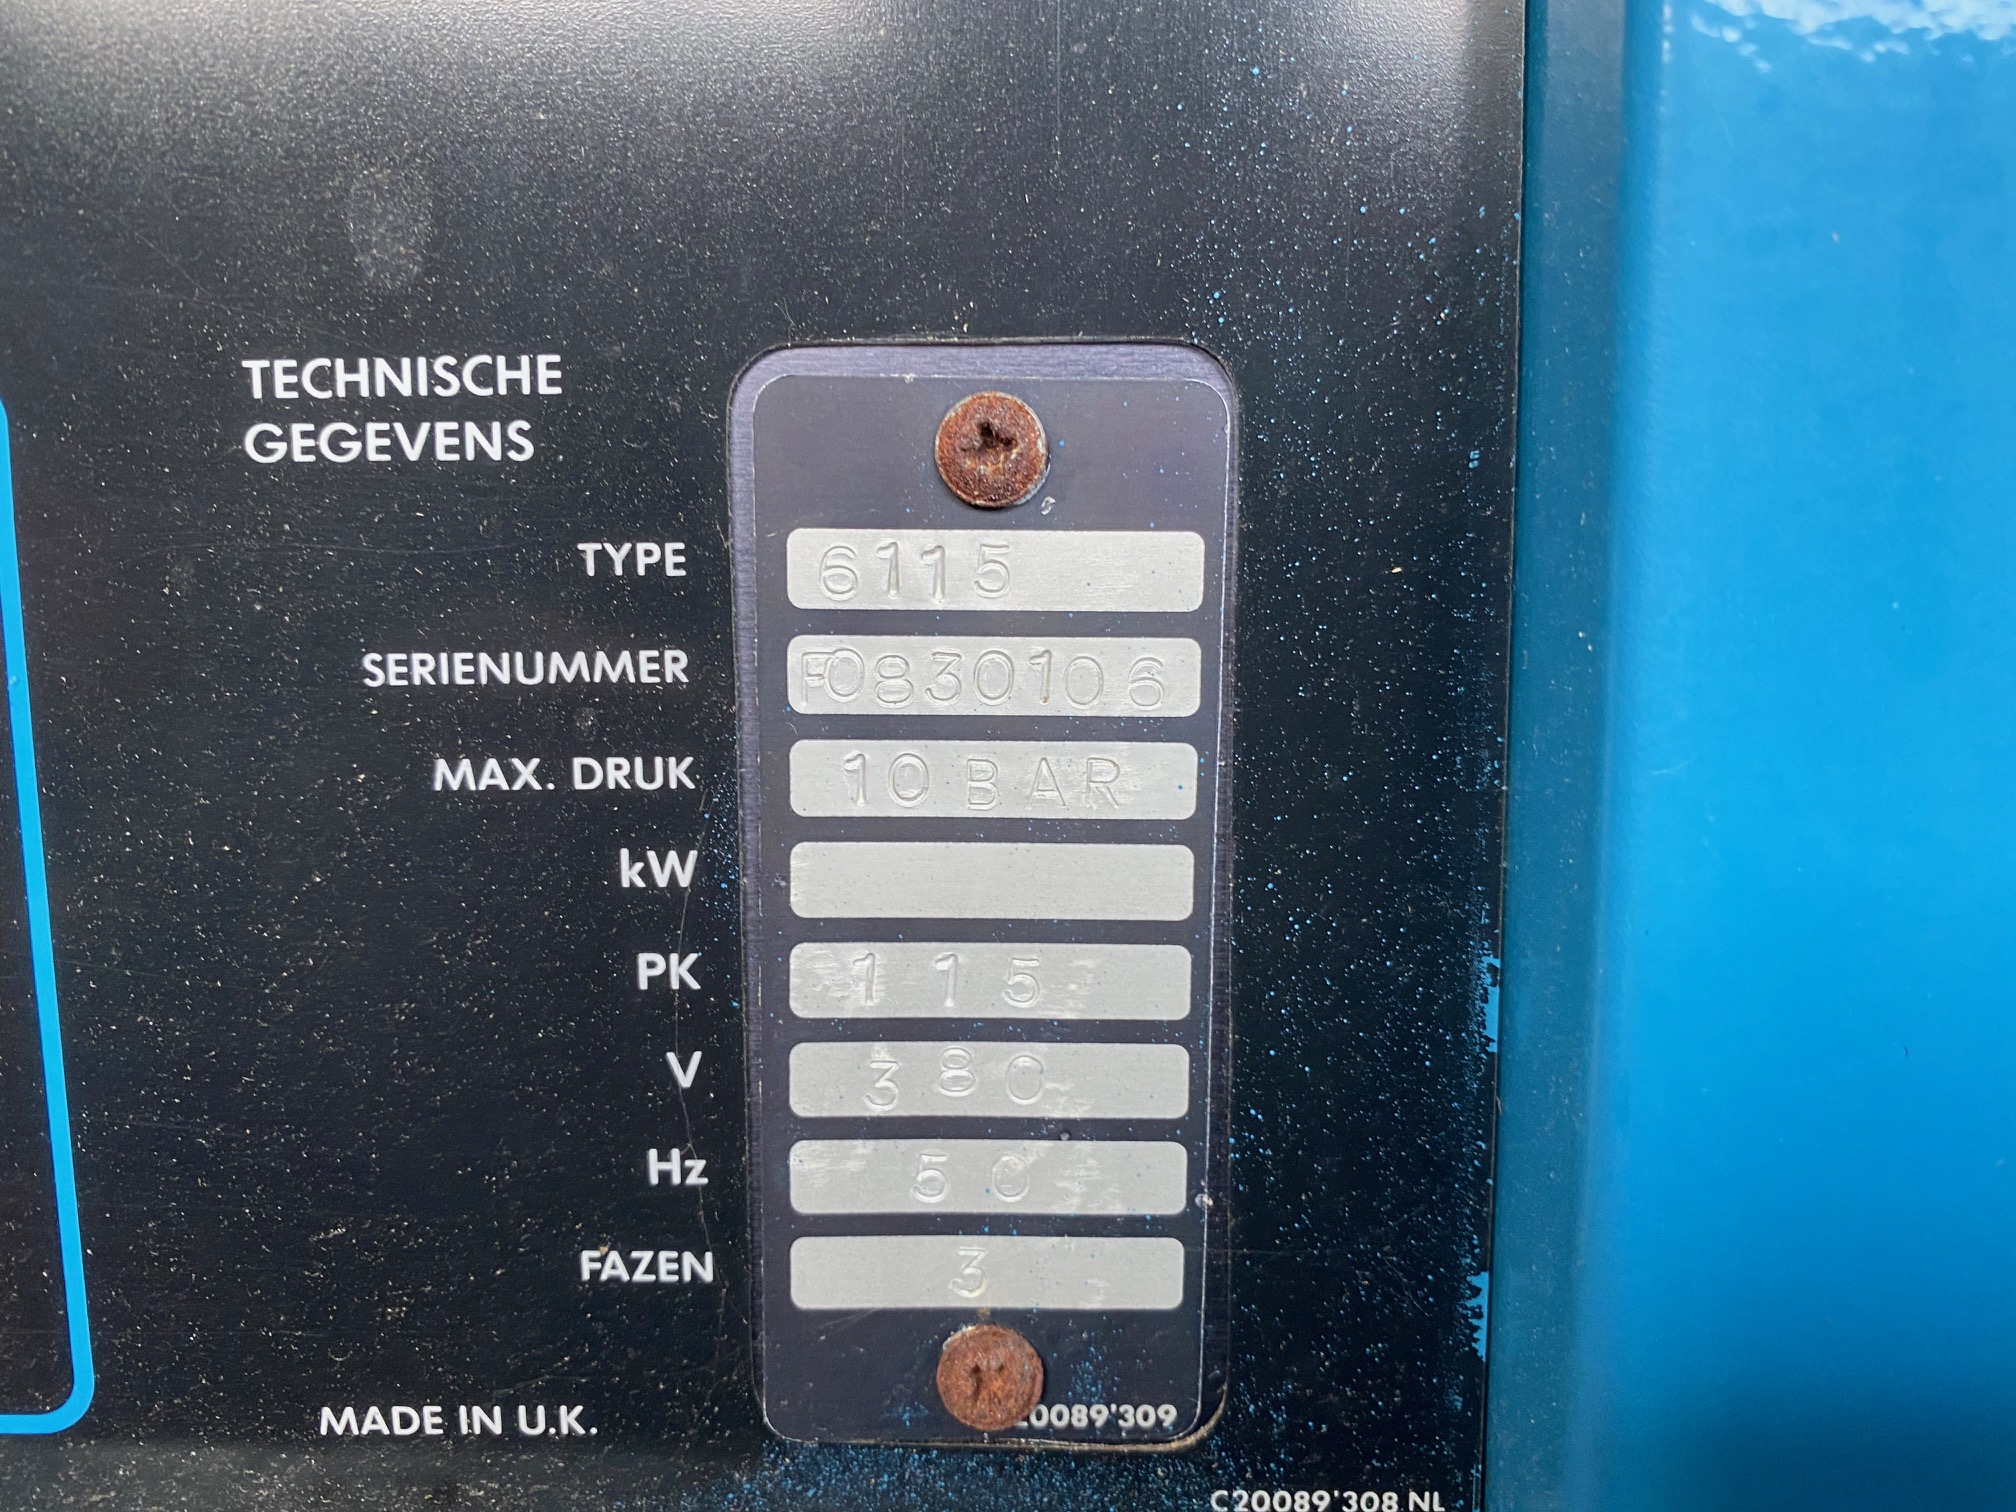 TECHNISCHE
GEGEVENS
TYPE 6115
SERIENUMMER F0830106
MAX. DRUK 10 BAR
kW
PK 115
V 380
Hz 50
FAZEN 3
MADE IN U.K.
20089'309
C20089'308 NL